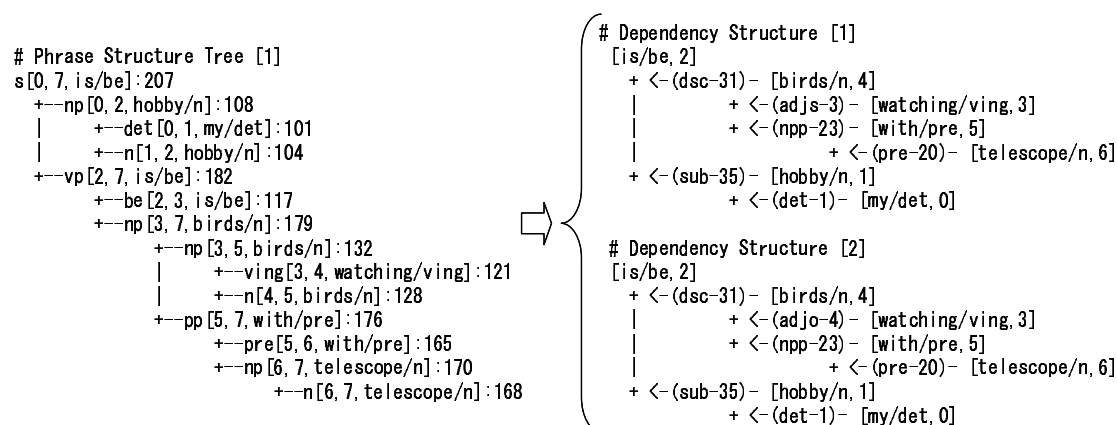 # Phrase Structure Tree [1]
s[0,7,is/be]:207
+--np[0,2,hobby/n]:108
|     +--det[0,1,my/det]:101
|     +--n[1,2,hobby/n]:104
+--vp[2,7,is/be]:182
+--be[2,3,is/be]:117
+--np[3,7,birds/n]:179
+--np[3,5,birds/n]:132
|     +--ving[3,4,watching/ving]:121
|     +--n[4,5,birds/n]:128
+--pp[5,7,with/pre]:176
+--pre[5,6,with/pre]:165
+--np[6,7,telescope/n]:170
+--n[6,7,telescope/n]:168
# Dependency Structure [1]
[is/be,2]
+ <-(dsc-31)- [birds/n,4]
|          + <-(adjs-3)- [watching/ving,3]
|          + <-(npp-23)- [with/pre,5]
|                    + <-(pre-20)- [telescope/n,6]
+ <-(sub-35)- [hobby/n,1]
+ <-(det-1)- [my/det,0]
# Dependency Structure [2]
[is/be,2]
+ <-(dsc-31)- [birds/n,4]
|          + <-(adjo-4)- [watching/ving,3]
|          + <-(npp-23)- [with/pre,5]
|                    + <-(pre-20)- [telescope/n,6]
+ <-(sub-35)- [hobby/n,1]
+ <-(det-1)- [my/det,0]